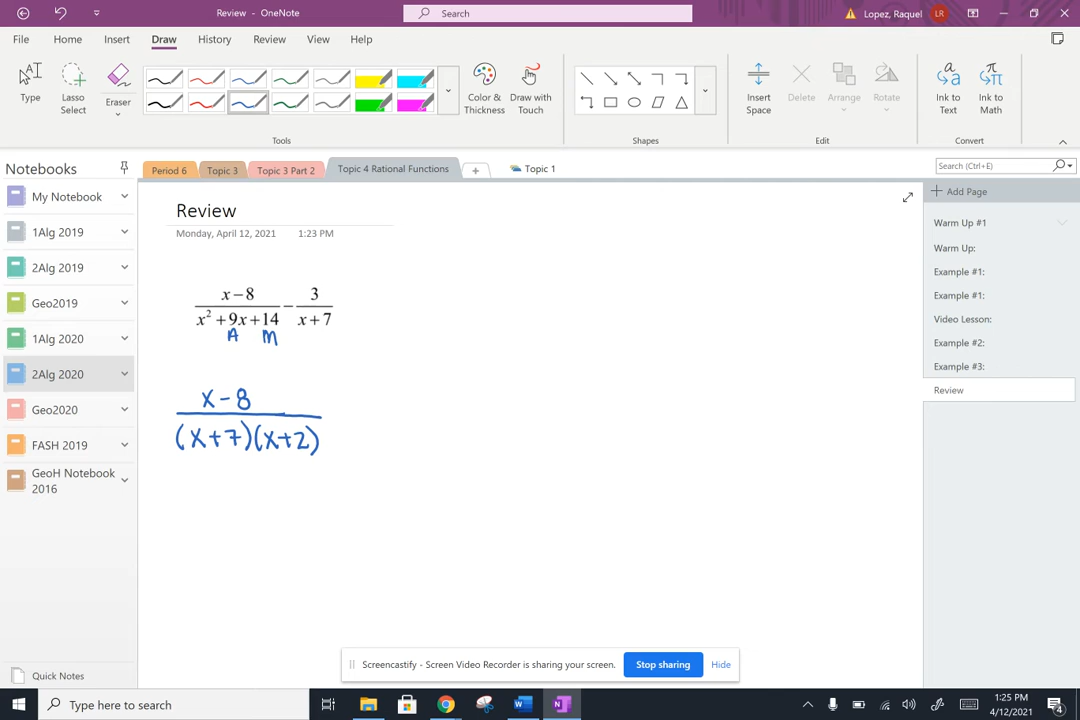 Review - OneNote
Search
Lopez, Raquel
LR
File Home Insert Draw History Review View Help
Type
Lasso Select
Eraser
Color & Thickness
Draw with Touch
Insert Space
Delete
Arrange
Rotate
Ink to Text
Ink to Math
Tools
Shapes
Edit
Convert
Notebooks
Period 6
Topic 3
Topic 3 Part 2
Topic 4 Rational Functions
+
Topic 1
Search (Ctrl+E)
My Notebook
1Alg 2019
2Alg 2019
Geo2019
1Alg 2020
2Alg 2020
Geo2020
FASH 2019
GeoH Notebook 2016
Quick Notes
Review
Monday, April 12, 2021 1:23 PM
x−8 3
x² + 9x + 14 − x + 7
A M
x - 8
(x+7)(x+2)
+ Add Page
Warm Up #1
Warm Up:
Example #1:
Example #1:
Video Lesson:
Example #2:
Example #3:
Review
Screencastify - Screen Video Recorder is sharing your screen. Stop sharing Hide
Type here to search
1:25 PM
4/12/2021
4